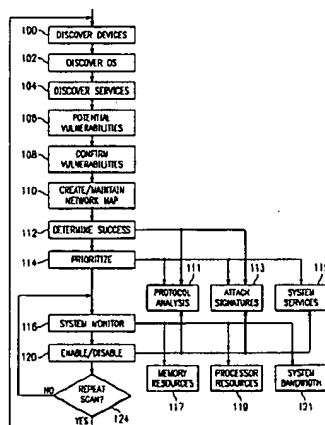 100
DISCOVER DEVICES
102
DISCOVER OS
104
DISCOVER SERVICES
106
POTENTIAL
VULNERABILITIES
108
CONFIRM
VULNERABILITIES
110
CREATE/MAINTAIN
NETWORK MAP
112
DETERMINE SUCCESS
114
PRIORITIZE
111
113
PROTOCOL
ANALYSIS
ATTACK
SIGNATURES
SYSTEM
SERVICES
SYSTEM MONITOR
120
ENABLE/DISABLE
NO
REPEAT
SCAN?
124
YES
MEMORY
RESOURCES
PROCESSOR
RESOURCES
SYSTEM
BANDWIDTH
117
119
121